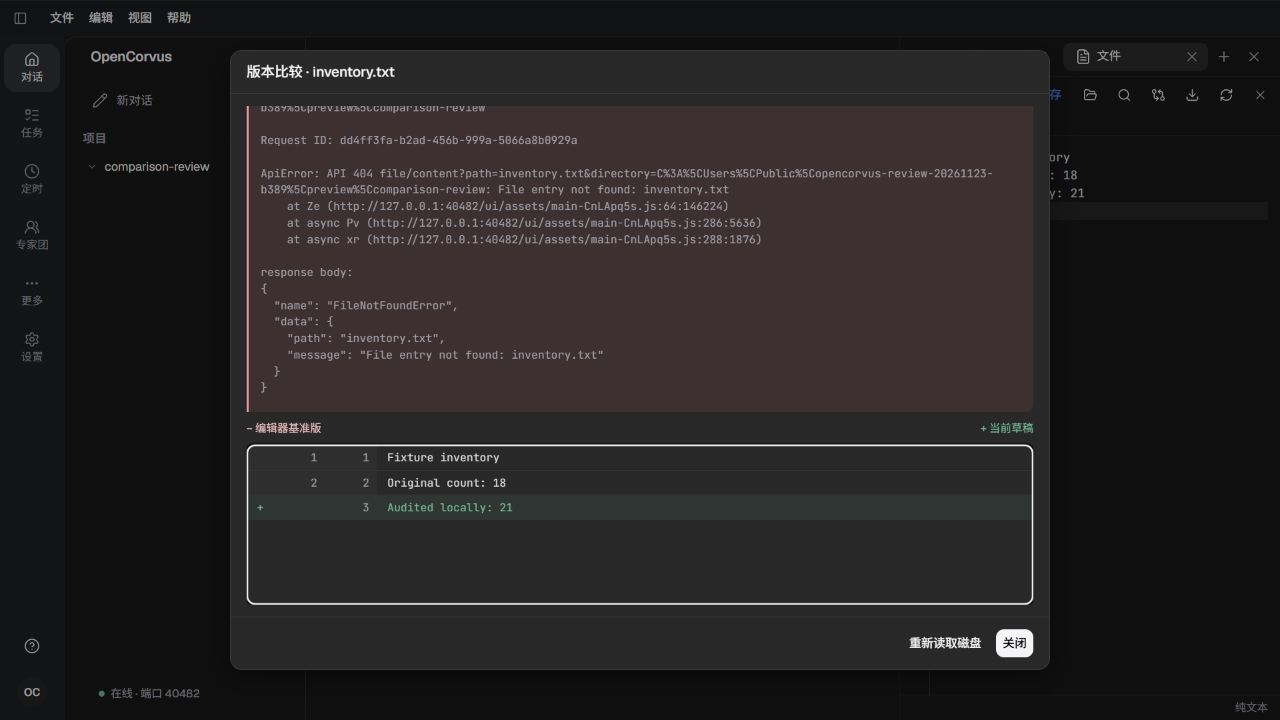 文件 编辑 视图 帮助
对话
任务
定时
专家团
更多
设置
OC
OpenCorvus
新对话
项目
comparison-review
在线 · 端口 40482
版本比较 · inventory.txt
b389%5Cpreview%5Ccomparison-review
Request ID: dd4ff3fa-b2ad-456b-999a-5066a8b0929a
ApiError: API 404 file/content?path=inventory.txt&directory=C%3A%5CUsers%5CPublic%5Copencorvus-review-20261123-
b389%5Cpreview%5Ccomparison-review: File entry not found: inventory.txt
at Ze (http://127.0.0.1:40482/ui/assets/main-CnLApq5s.js:64:146224)
at async Pv (http://127.0.0.1:40482/ui/assets/main-CnLApq5s.js:286:5636)
at async xr (http://127.0.0.1:40482/ui/assets/main-CnLApq5s.js:288:1876)
response body:
{
"name": "FileNotFoundError",
"data": {
"path": "inventory.txt",
"message": "File entry not found: inventory.txt"
}
}
− 编辑器基准版 + 当前草稿
1 1 Fixture inventory
2 2 Original count: 18
+ 3 Audited locally: 21
重新读取磁盘 关闭
文件
存
ory
: 18
y: 21
纯文本